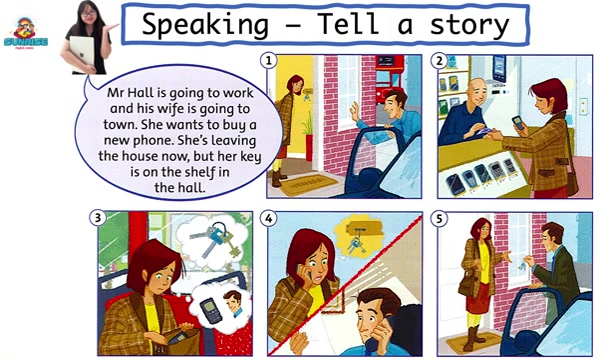 SUNRISE
Speaking – Tell a story
Mr Hall is going to work
and his wife is going to
town. She wants to buy a
new phone. She's leaving
the house now, but her key
is on the shelf in
the hall.
1
2
3
4
5